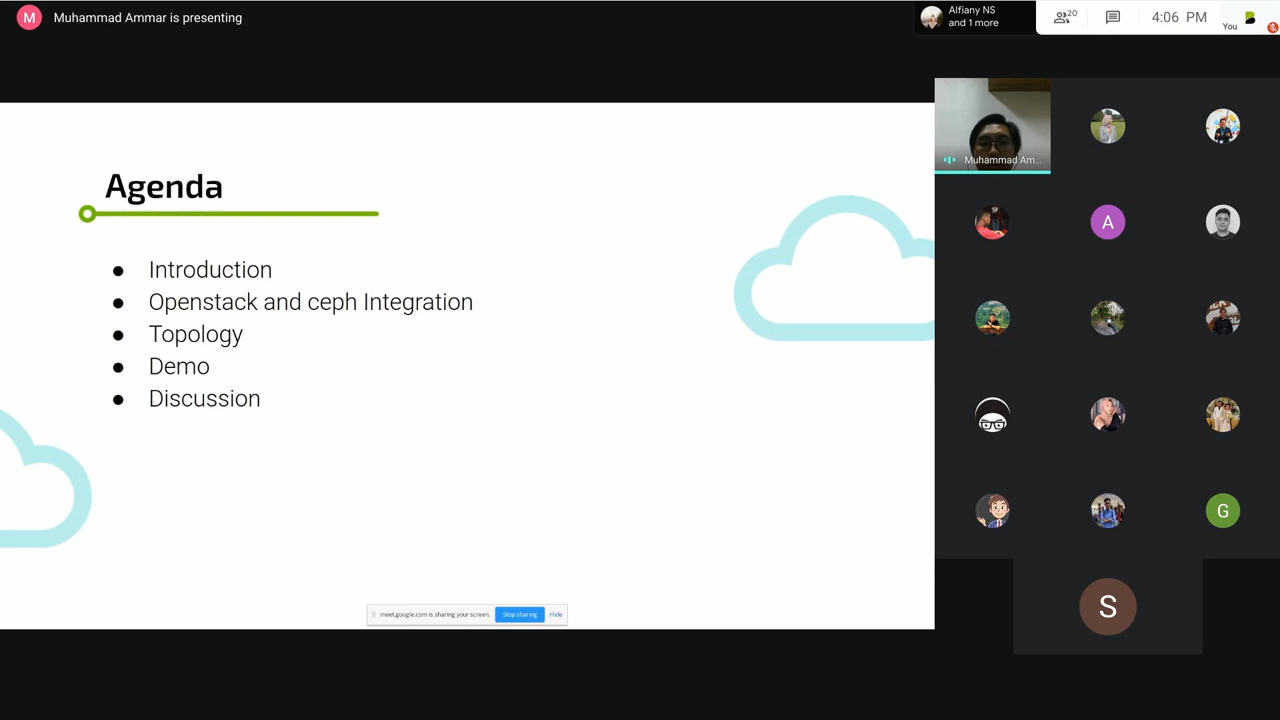 M
Muhammad Ammar is presenting
Alfiany NS
and 1 more
20
4:06 PM
You
Agenda
● Introduction
● Openstack and ceph Integration
● Topology
● Demo
● Discussion
Muhammad Am...
A
G
S
meet.google.com is sharing your screen.
Stop sharing
Hide